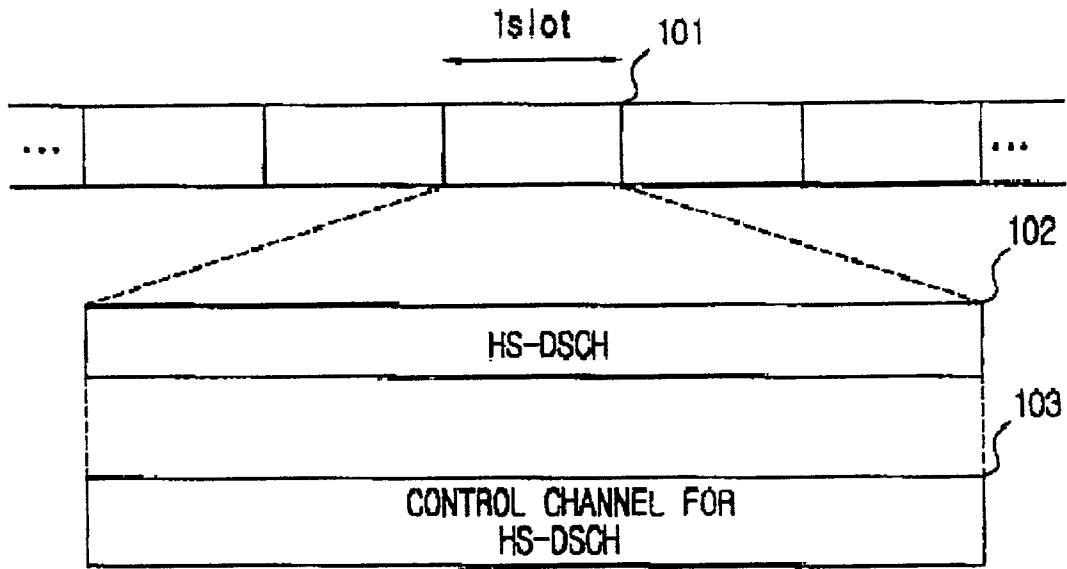 1slot
101
... ...
102
HS-DSCH
103
CONTROL CHANNEL FOR
HS-DSCH